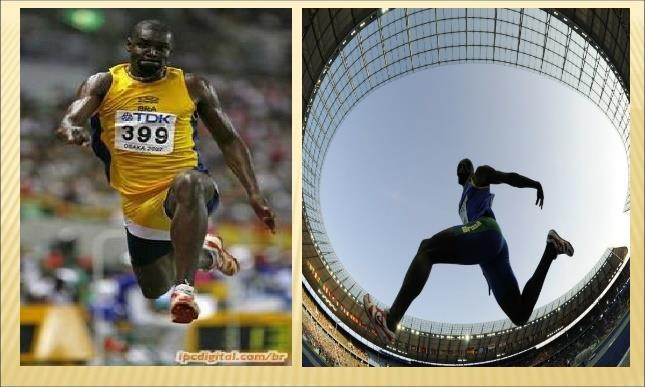 BRA
TDK
399
OSAKA 2007
ipcdigital.com/br
Brasil